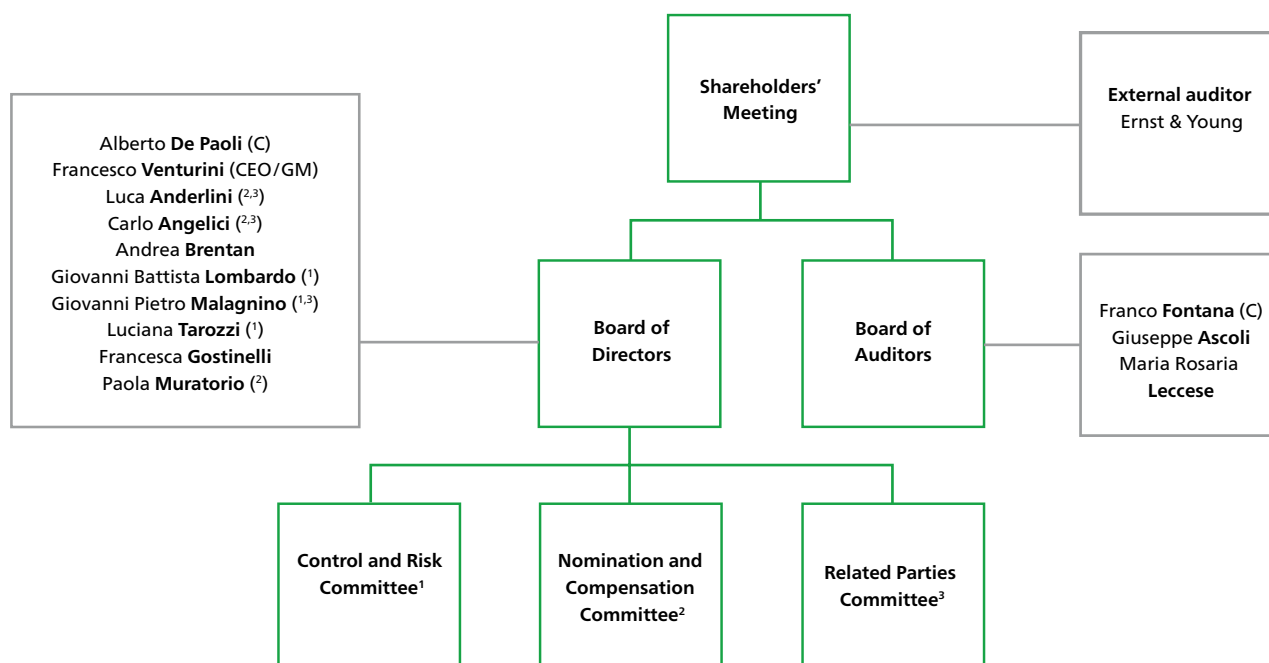 Shareholders'
Meeting
External auditor
Ernst & Young
Alberto De Paoli (C)
Francesco Venturini (CEO/GM)
Luca Anderlini (2,3)
Carlo Angelici (2,3)
Andrea Brentan
Giovanni Battista Lombardo (1)
Giovanni Pietro Malagnino (1,3)
Luciana Tarozzi (1)
Francesca Gostinelli
Paola Muratorio (2)
Board of
Directors
Board of
Auditors
Franco Fontana (C)
Giuseppe Ascoli
Maria Rosaria
Leccese
Control and Risk
Committee1
Nomination and
Compensation
Committee2
Related Parties
Committee3